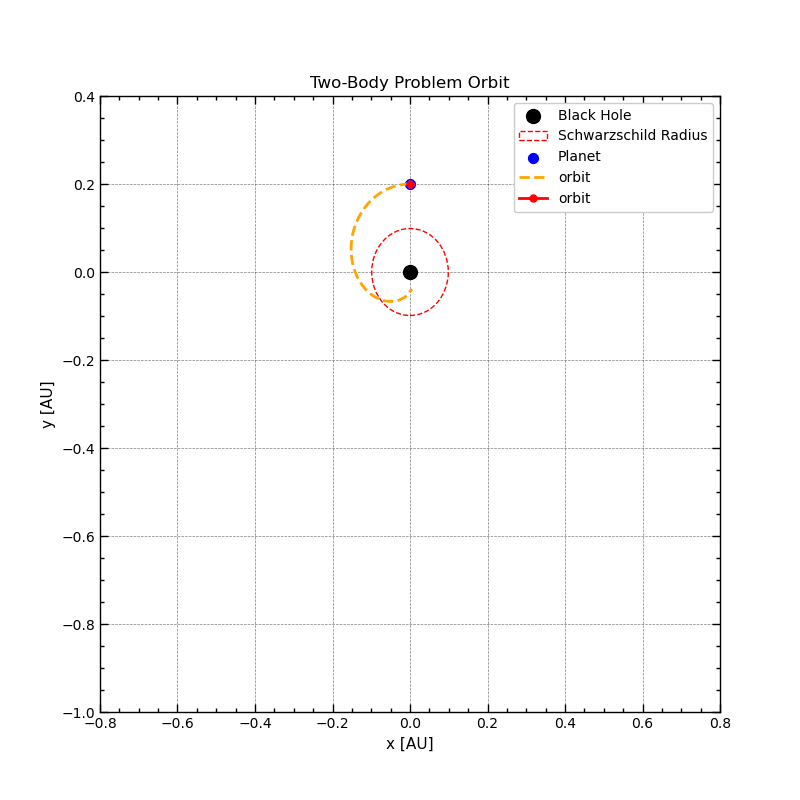 Two-Body Problem Orbit
Black Hole
Schwarzschild Radius
Planet
orbit
orbit
0.4
0.2
0.0
−0.2
−0.4
−0.6
−0.8
−1.0
y [AU]
−0.8 −0.6 −0.4 −0.2 0.0 0.2 0.4 0.6 0.8
x [AU]